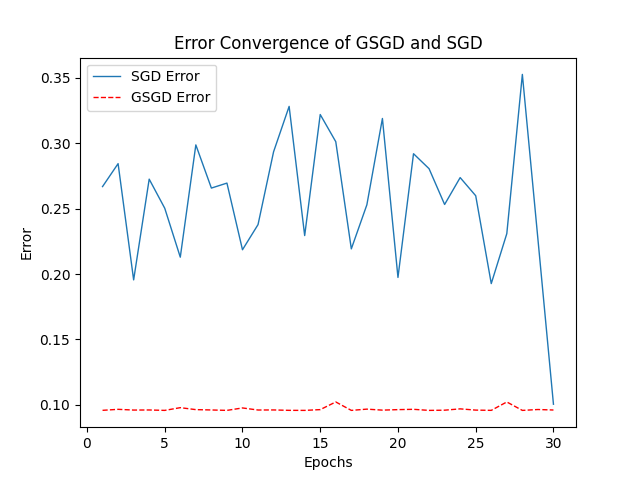 Error Convergence of GSGD and SGD
SGD Error
GSGD Error
0.35
0.30
0.25
0.20
0.15
0.10
Error
0 5 10 15 20 25 30
Epochs